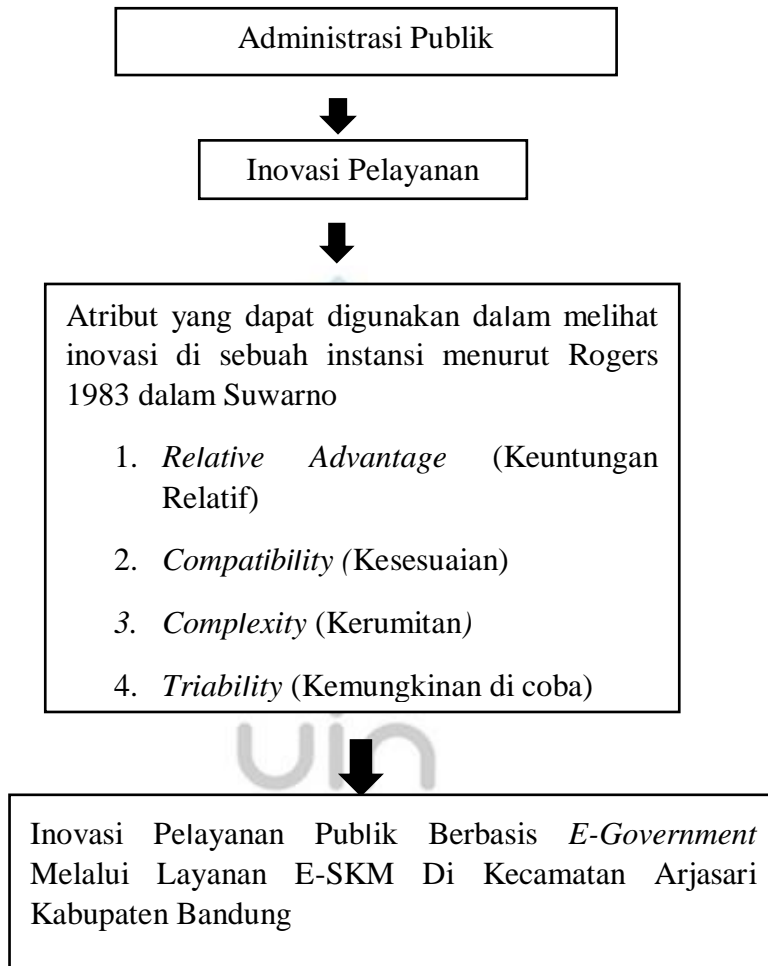 Administrasi Publik
Inovasi Pelayanan
Atribut yang dapat digunakan dalam melihat
inovasi di sebuah instansi menurut Rogers
1983 dalam Suwarno
1. Relative Advantage (Keuntungan
Relatif)
2. Compatibility (Kesesuaian)
3. Complexity (Kerumitan)
4. Triability (Kemungkinan di coba)
uin
Inovasi Pelayanan Publik Berbasis E-Government
Melalui Layanan E-SKM Di Kecamatan Arjasari
Kabupaten Bandung